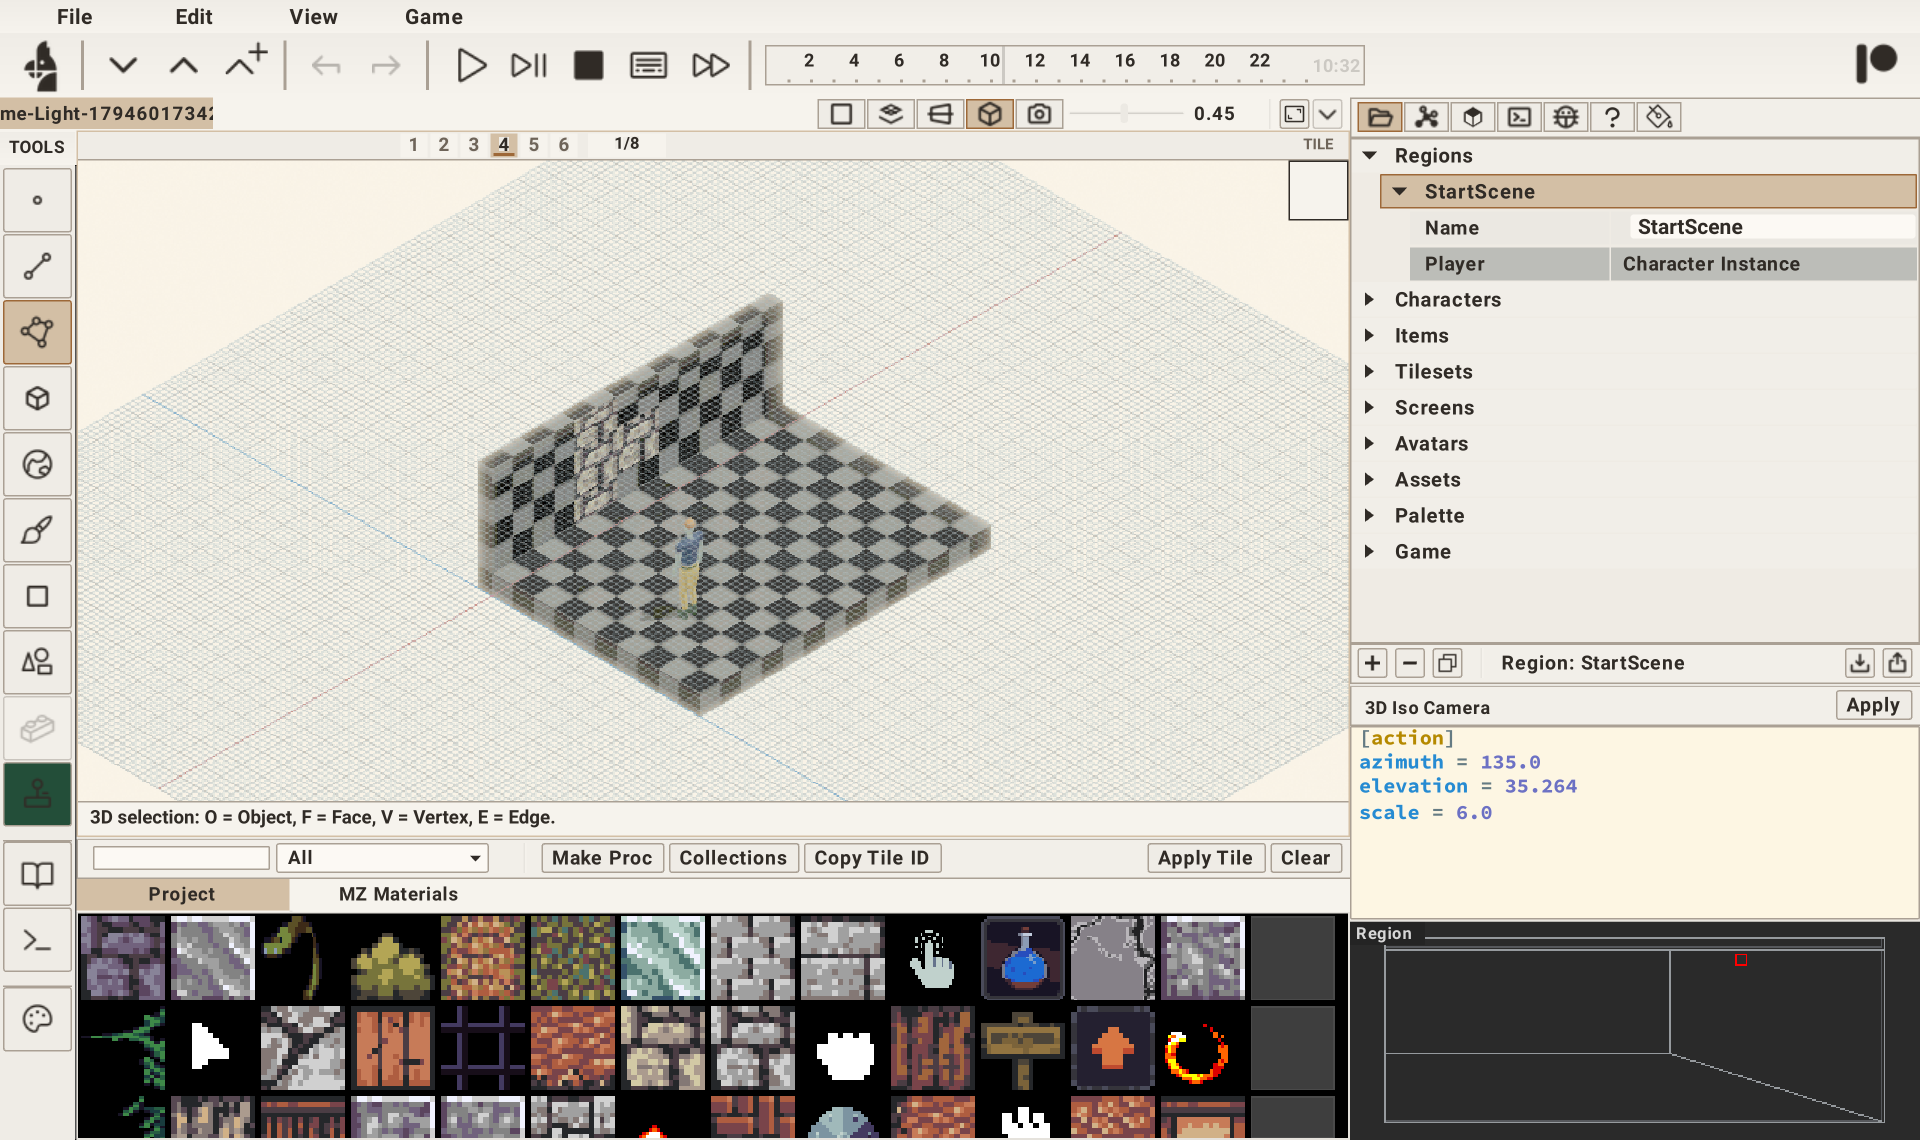 File Edit View Game
2 4 6 8 10 12 14 16 18 20 22 10:32
me-Light-1794601734
0.45
TOOLS
1 2 3 4 5 6 1/8
TILE
Regions
StartScene
Name StartScene
Player Character Instance
Characters
Items
Tilesets
Screens
Avatars
Assets
Palette
Game
Region: StartScene
3D Iso Camera Apply
[action]
azimuth = 135.0
elevation = 35.264
scale = 6.0
3D selection: O = Object, F = Face, V = Vertex, E = Edge.
All Make Proc Collections Copy Tile ID Apply Tile Clear
Project MZ Materials
Region